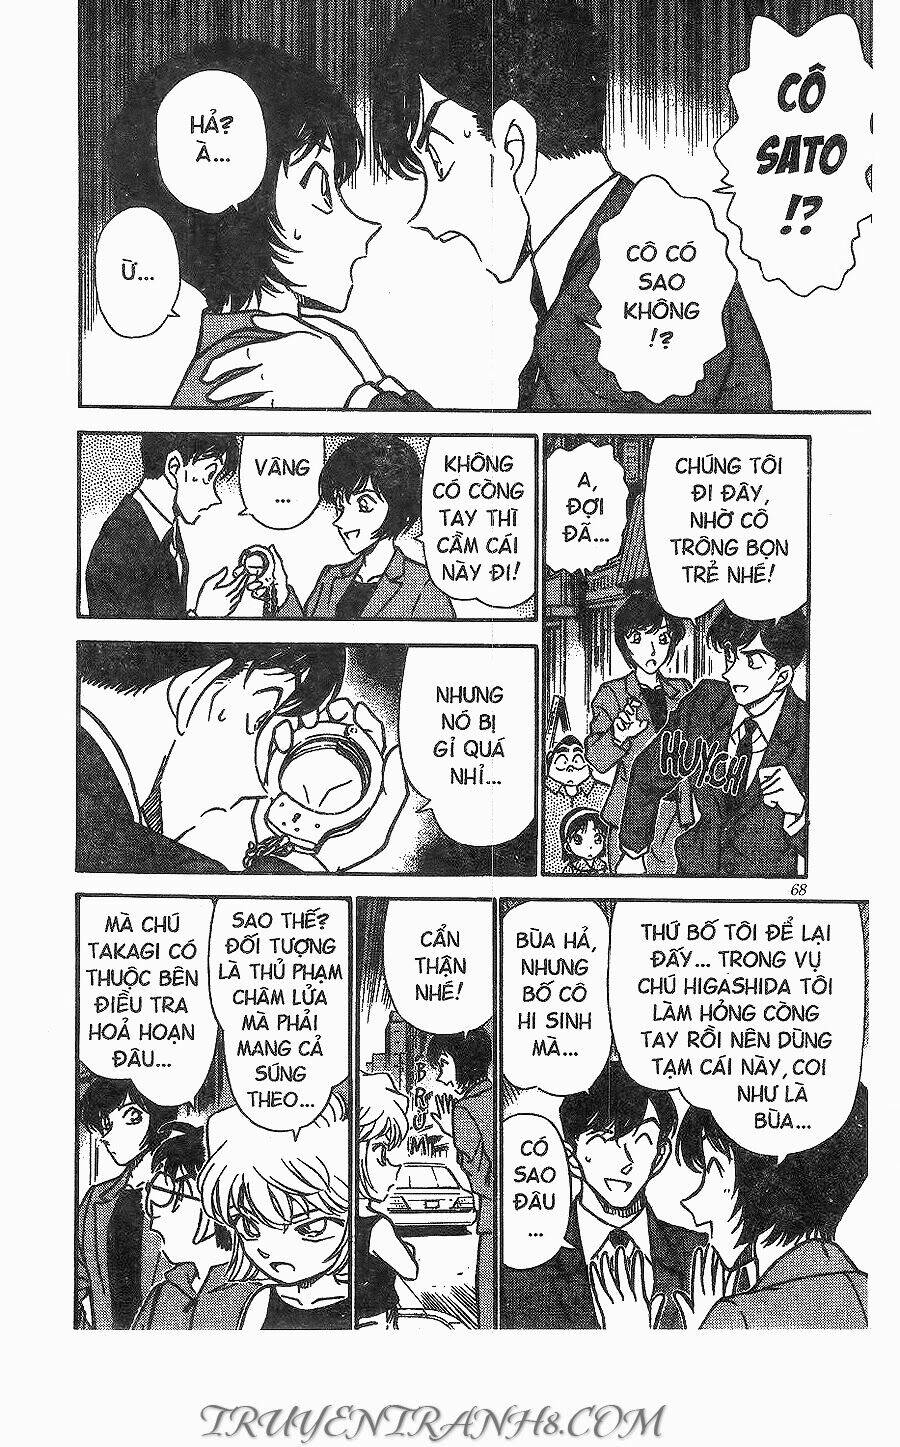 CÔ
SATO
!?
CÔ CÓ
SAO
KHÔNG
!?
HẢ?
À...
Ừ...
CHÚNG TÔI
ĐI ĐÂY,
NHỜ CÔ
TRÔNG BỌN
TRẺ NHÉ!
A,
ĐỢI
ĐÃ...
HUỴCH
KHÔNG
CÓ CÒNG
TAY THÌ
CẦM CÁI
NÀY ĐI!
VÂNG
...
NHƯNG
NÓ BỊ
GỈ QUÁ
NHỈ...
68
THỨ BỐ TÔI ĐỂ LẠI
ĐẤY... TRONG VỤ
CHÚ HIGASHIDA TÔI
LÀM HỎNG CÒNG
TAY RỒI NÊN DÙNG
TẠM CÁI NÀY, COI
NHƯ LÀ
BÙA...
BÙA HẢ,
NHƯNG
BỐ CÔ
HI SINH
MÀ...
CÓ
SAO ĐÂU
...
CẨN
THẬN
NHÉ!
BRỪM
SAO THẾ?
ĐỐI TƯỢNG
LÀ THỦ PHẠM
CHÂM LỬA
MÀ PHẢI
MANG CẢ
SÚNG
THEO...
MÀ CHÚ
TAKAGI CÓ
THUỘC BÊN
ĐIỀU TRA
HOẢ HOẠN
ĐÂU...
TRUYENTRANH8.COM